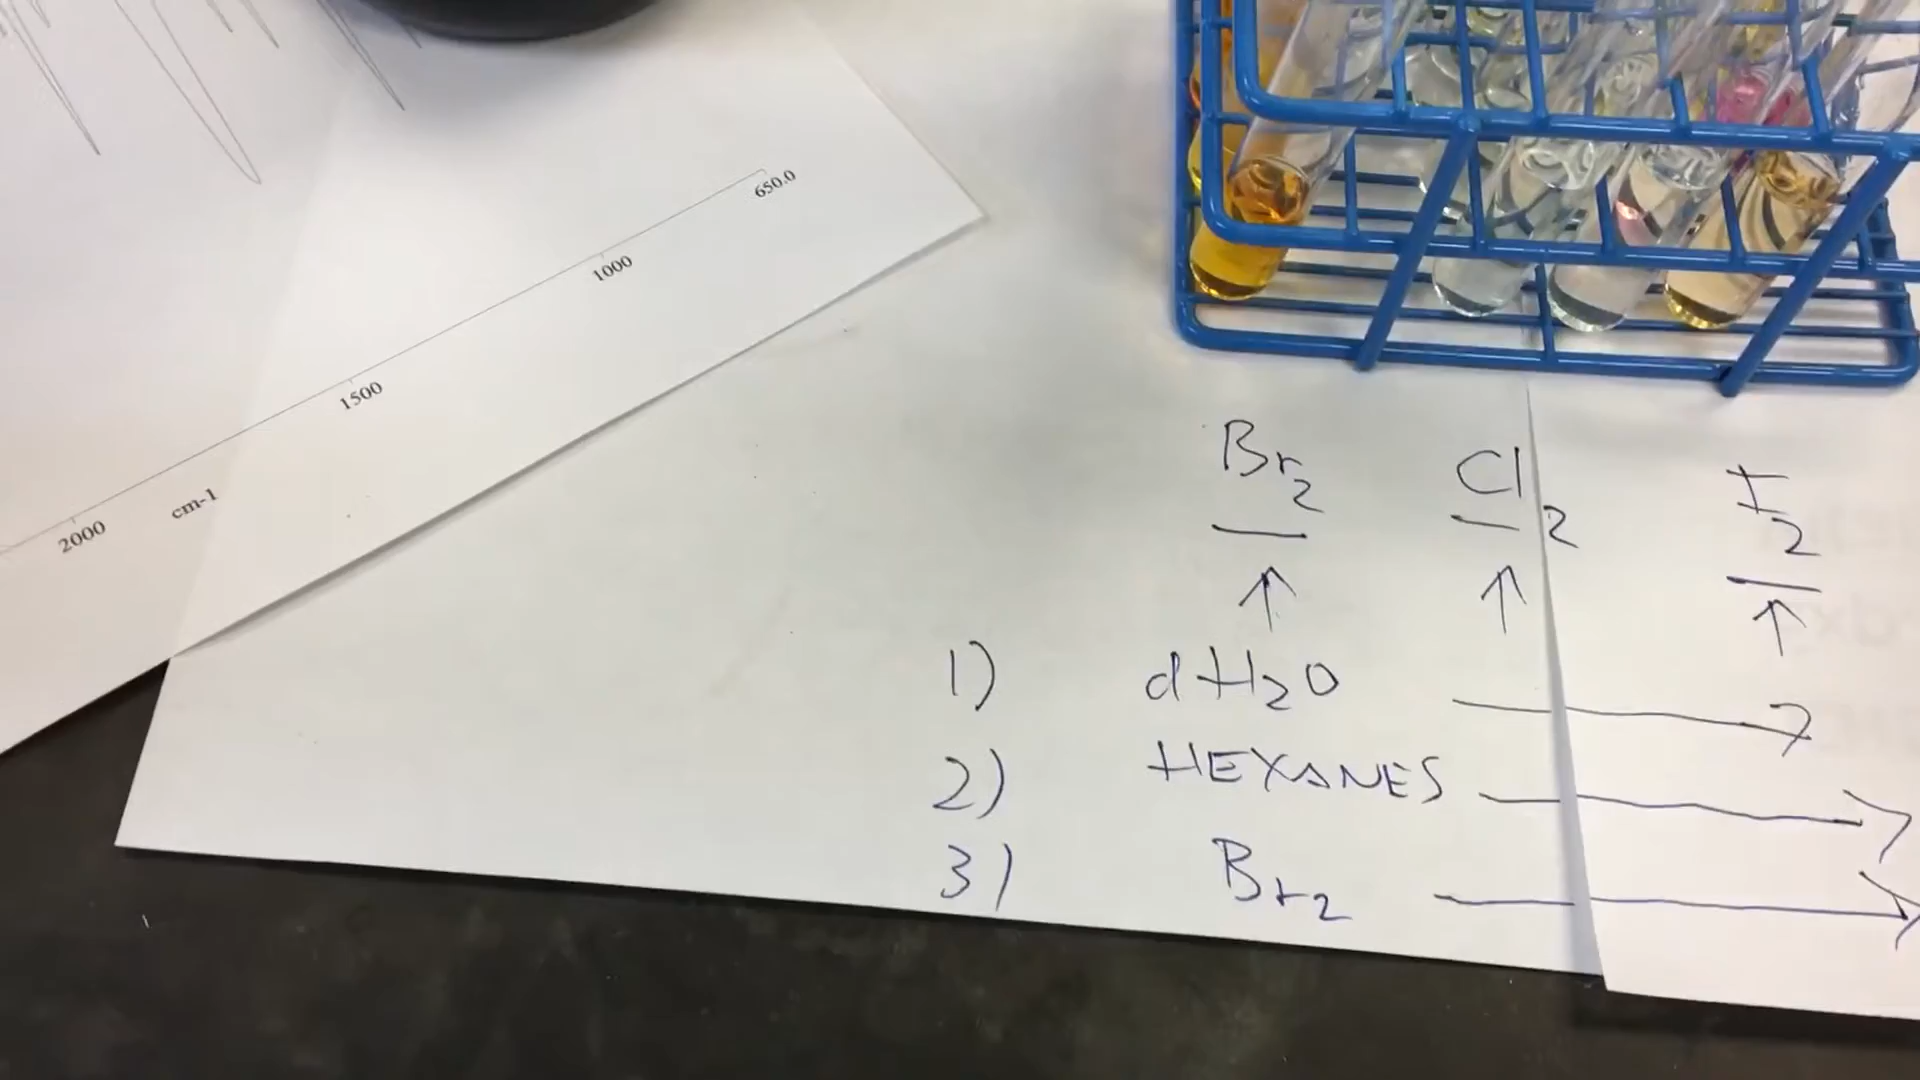 650.0
1000
1500
2000
cm-1
Br2 Cl2 I2
1) dH2O
2) HEXANES
3) Br2